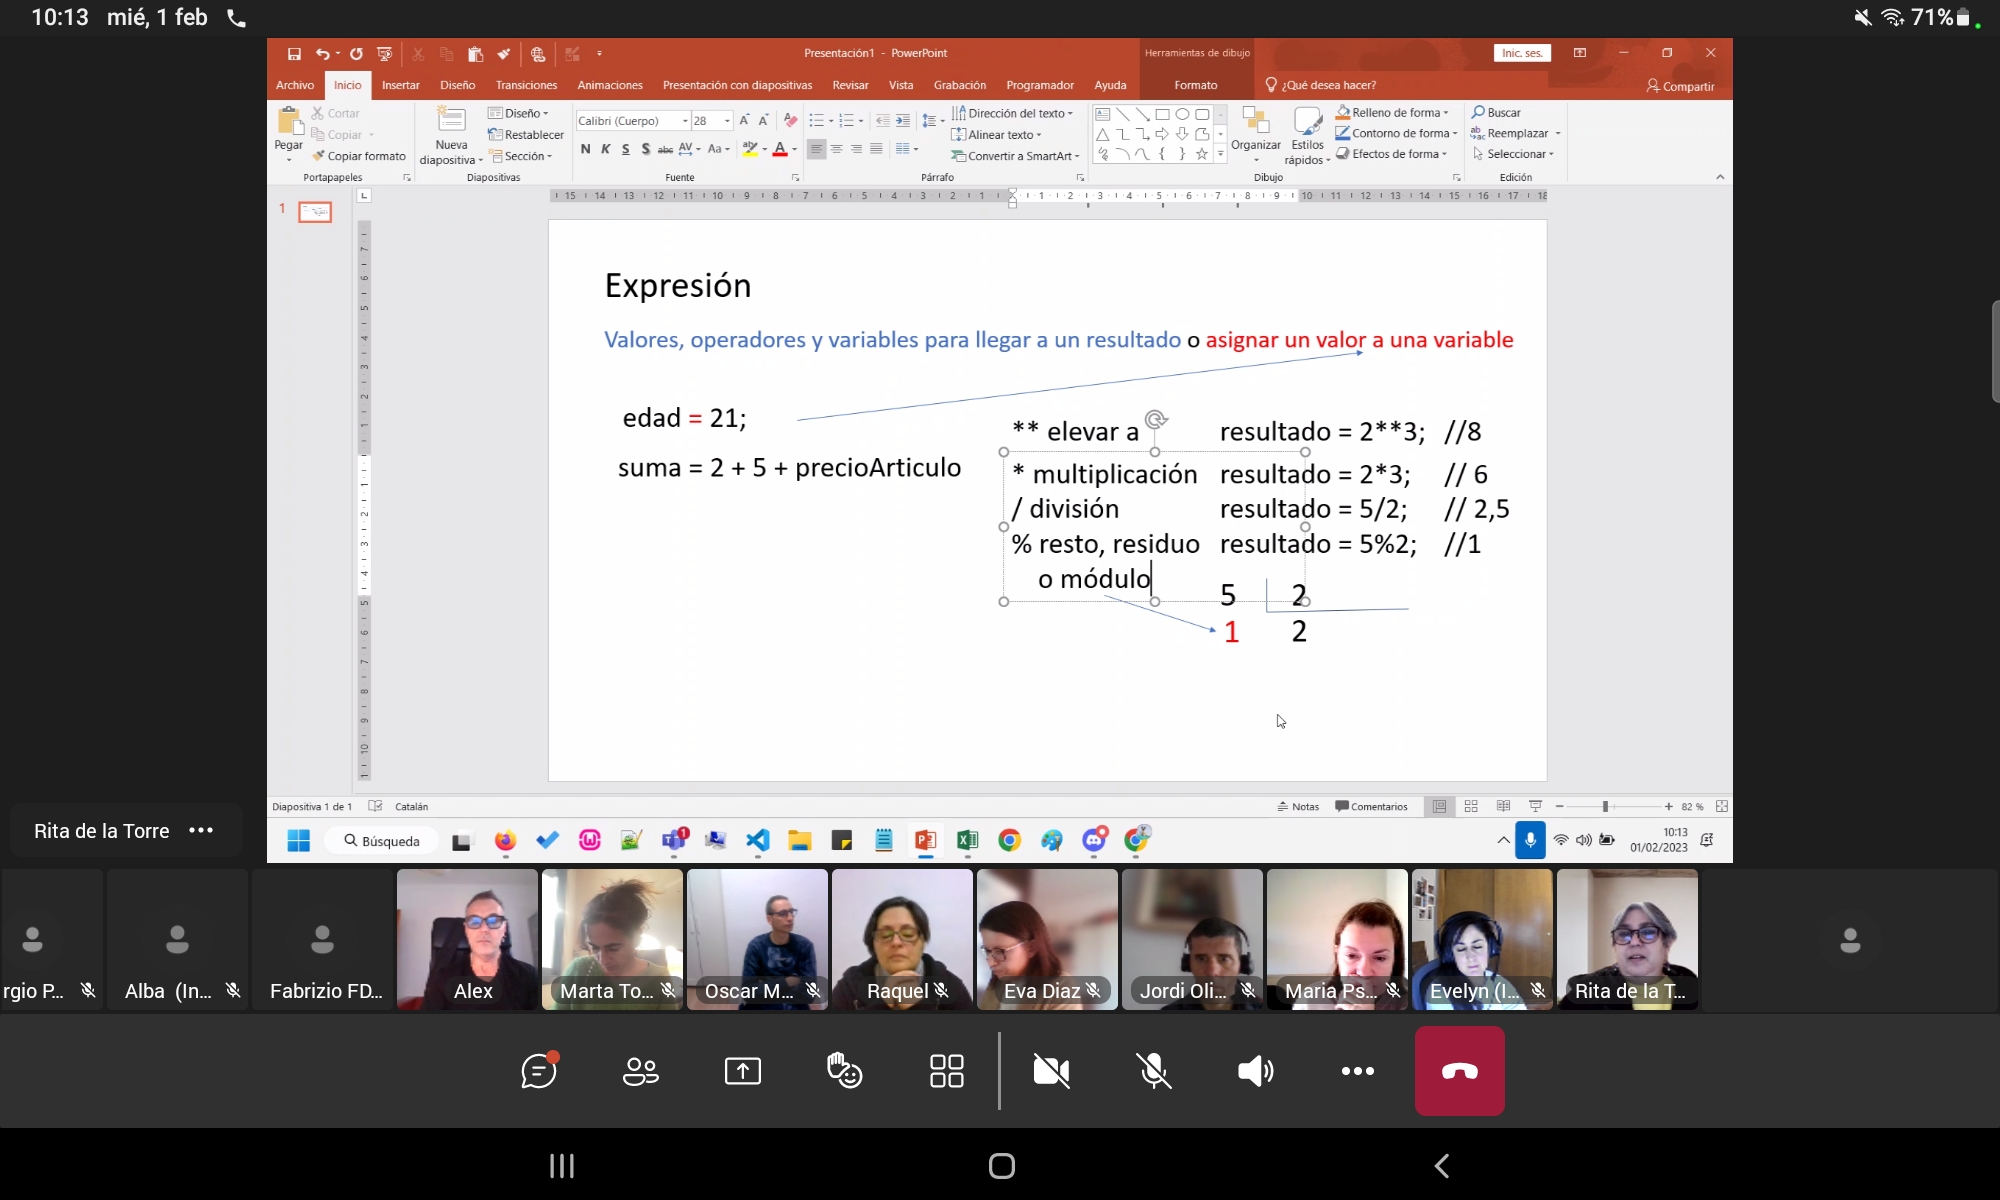 10:13 mié, 1 feb
71%
Presentación1 - PowerPoint
Herramientas de dibujo
Inic. ses.
Archivo Inicio Insertar Diseño Transiciones Animaciones Presentación con diapositivas Revisar Vista Grabación Programador Ayuda Formato ¿Qué desea hacer? Compartir
Pegar
Cortar
Copiar
Copiar formato
Portapapeles
Nueva diapositiva
Diseño
Restablecer
Sección
Diapositivas
Calibri (Cuerpo) 28
N K S S abc AV Aa
Fuente
Dirección del texto
Alinear texto
Convertir a SmartArt
Párrafo
Organizar
Estilos rápidos
Relleno de forma
Contorno de forma
Efectos de forma
Dibujo
Buscar
Reemplazar
Seleccionar
Edición
1
Expresión
Valores, operadores y variables para llegar a un resultado o asignar un valor a una variable
edad = 21;
suma = 2 + 5 + precioArticulo
** elevar a resultado = 2**3; //8
* multiplicación resultado = 2*3; // 6
/ división resultado = 5/2; // 2,5
% resto, residuo resultado = 5%2; //1
o módulo
5 2
1 2
Diapositiva 1 de 1 Catalán
Notas Comentarios 82 %
Búsqueda
10:13
01/02/2023
Rita de la Torre
rgio P... Alba (In... Fabrizio FD... Alex Marta To... Oscar M... Raquel Eva Diaz Jordi Oli... Maria Ps... Evelyn (I... Rita de la T...